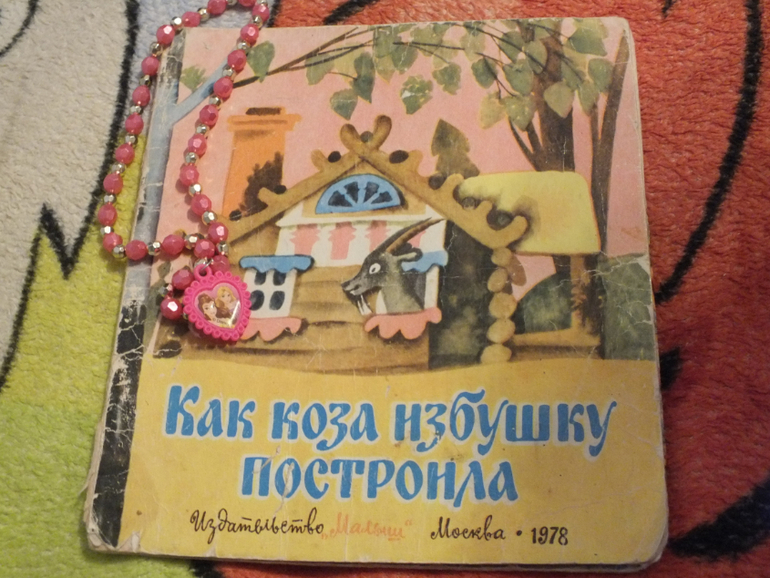 Как коза избушку
построила
Издательство „Малыш" Москва • 1978